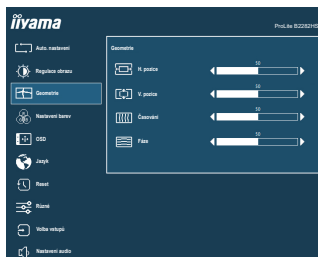 iiyama
ProLite B2282HS
Auto. nastavení
Regulace obrazu
Geometrie
Nastavení barev
OSD
Jazyk
Reset
Různé
Volba vstupů
Nastavení audio
Geometrie
H. pozice
50
V. pozice
50
Časování
50
Fáze
50